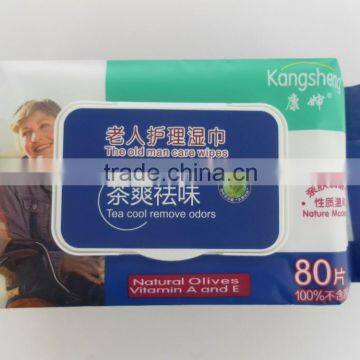 Kangsheng®
康婶
老人护理湿巾
The old man care wipes
茶爽祛味
Tea cool remove odors
性质温
Nature
Natural Olives
Vitamin A and E
80片
100%不含
trade.china.cn
ECVV.com